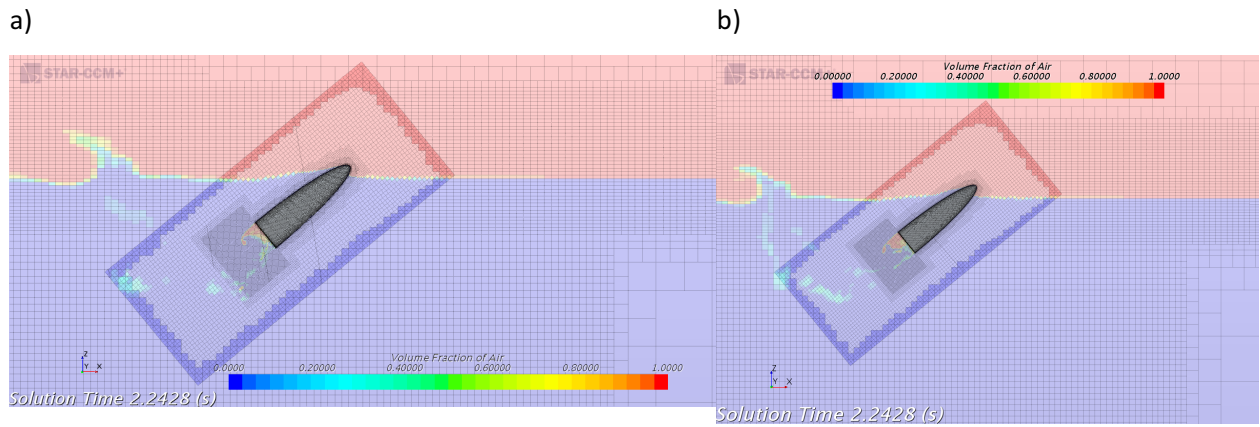 a)
b)
STAR-CCM+
Volume Fraction of Air
0.0000 0.20000 0.40000 0.60000 0.80000 1.0000
Z
Y X
Solution Time 2.2428 (s)
STAR-CCM+
Volume Fraction of Air
0.00000 0.20000 0.40000 0.60000 0.80000 1.0000
Z
Y X
Solution Time 2.2428 (s)